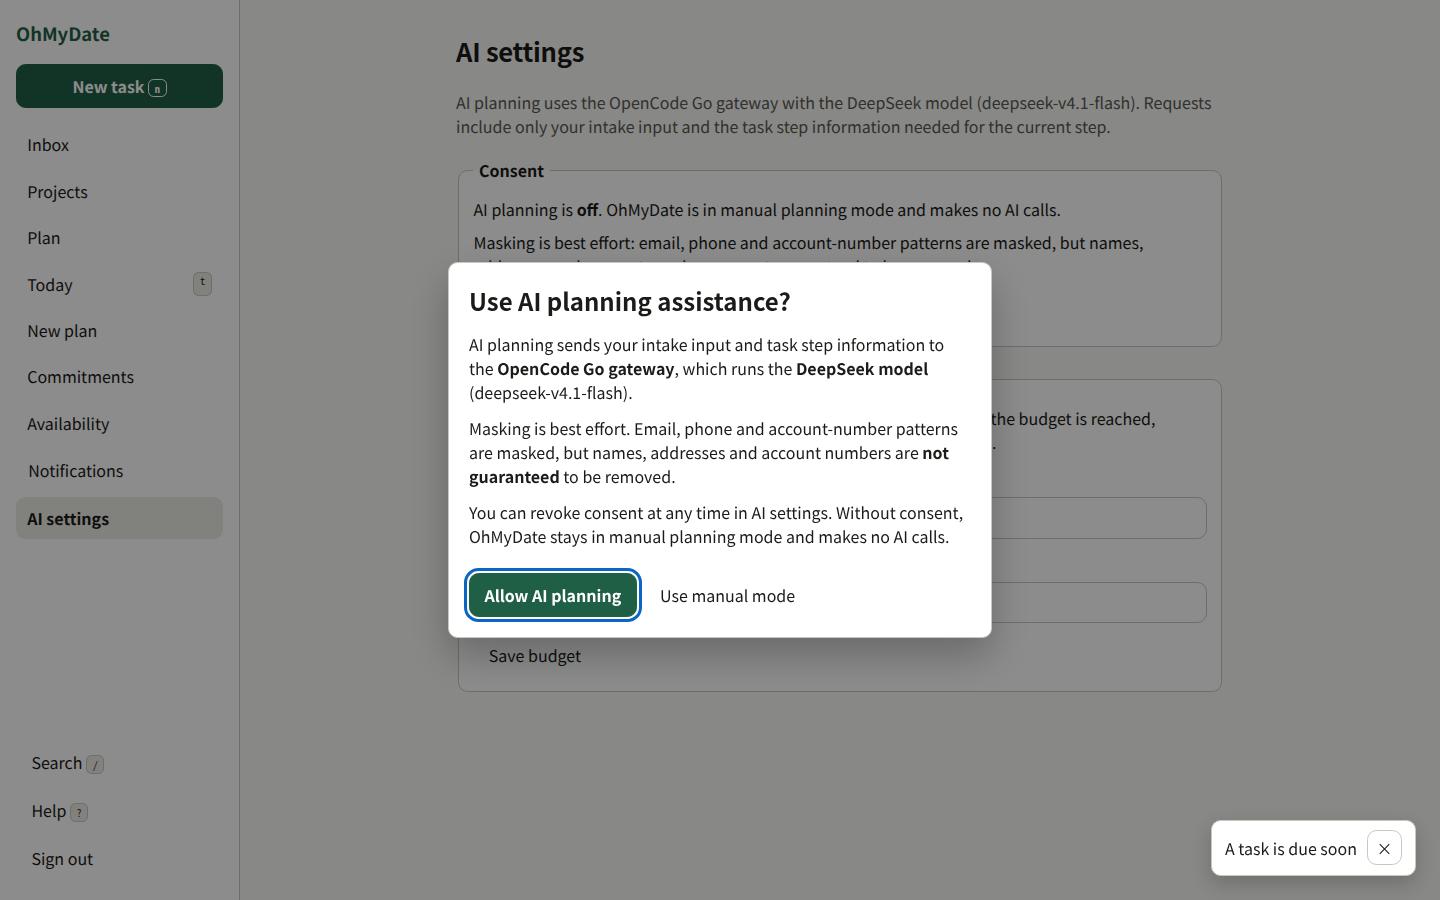 OhMyDate
New task n
Inbox
Projects
Plan
Today t
New plan
Commitments
Availability
Notifications
AI settings
Search /
Help ?
Sign out
AI settings
AI planning uses the OpenCode Go gateway with the DeepSeek model (deepseek-v4.1-flash). Requests
include only your intake input and the task step information needed for the current step.
Consent
AI planning is off. OhMyDate is in manual planning mode and makes no AI calls.
Masking is best effort: email, phone and account-number patterns are masked, but names,
the budget is reached,
Save budget
Use AI planning assistance?
AI planning sends your intake input and task step information to
the OpenCode Go gateway, which runs the DeepSeek model
(deepseek-v4.1-flash).
Masking is best effort. Email, phone and account-number patterns
are masked, but names, addresses and account numbers are not
guaranteed to be removed.
You can revoke consent at any time in AI settings. Without consent,
OhMyDate stays in manual planning mode and makes no AI calls.
Allow AI planning
Use manual mode
A task is due soon